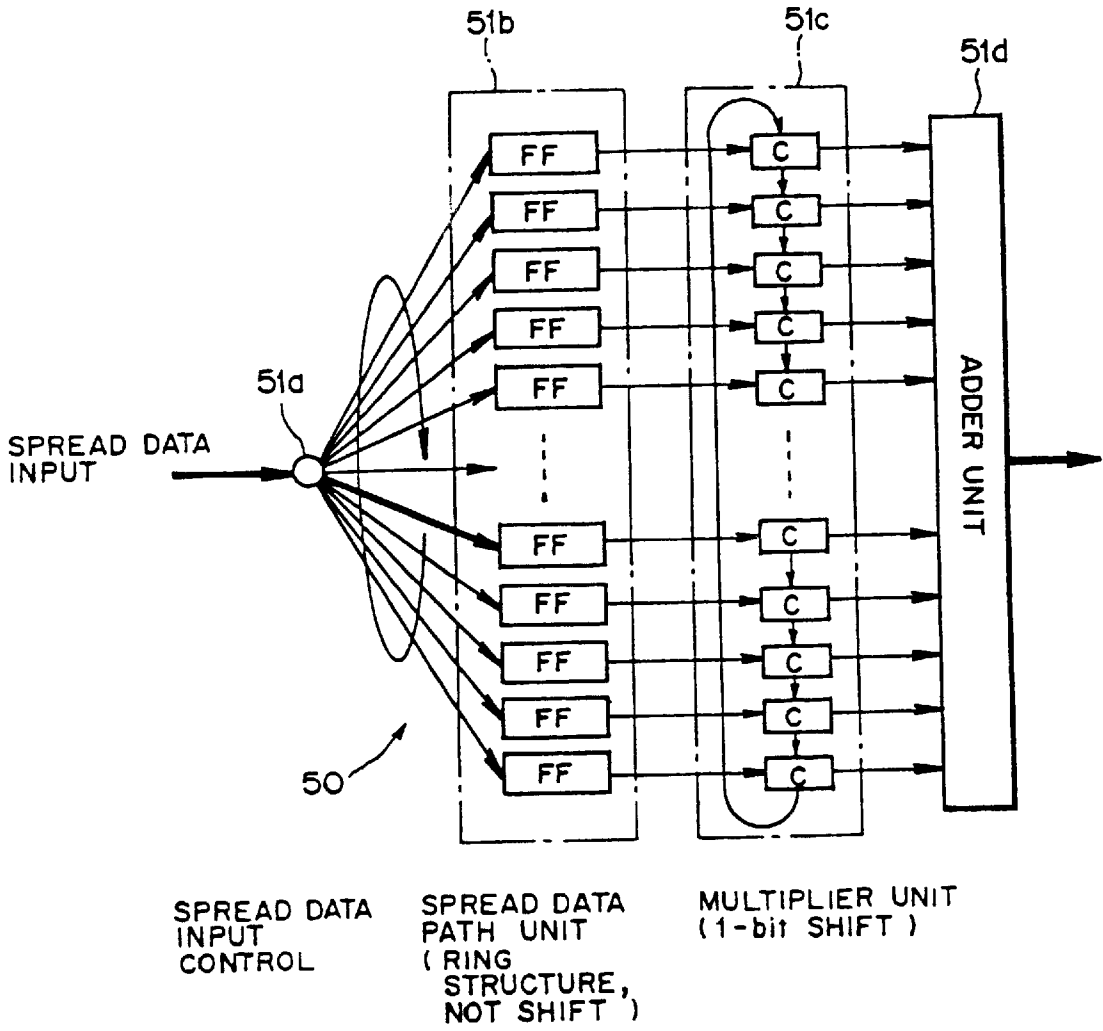 51b
51c
51d
FF
C
FF
C
FF
C
FF
C
FF
C
51a
SPREAD DATA
INPUT
ADDER UNIT
FF
C
FF
C
FF
C
FF
C
FF
C
50
SPREAD DATA
INPUT
CONTROL
SPREAD DATA
PATH UNIT
( RING
STRUCTURE,
NOT SHIFT )
MULTIPLIER UNIT
( 1-bit SHIFT )